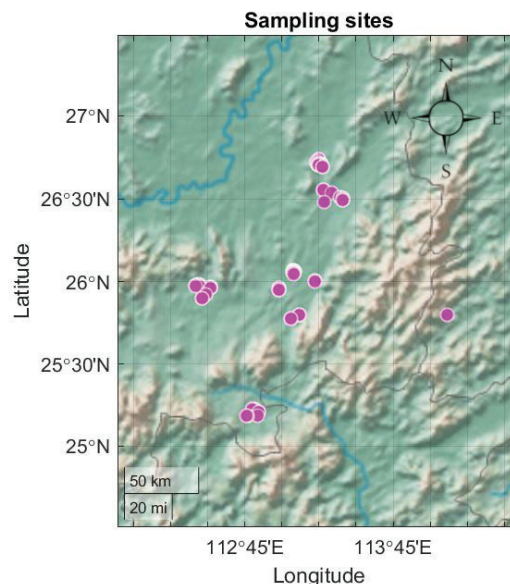 Sampling sites
N
W
E
S
27°N
26°30'N
26°N
25°30'N
25°N
Latitude
50 km
20 mi
112°45'E
113°45'E
Longitude